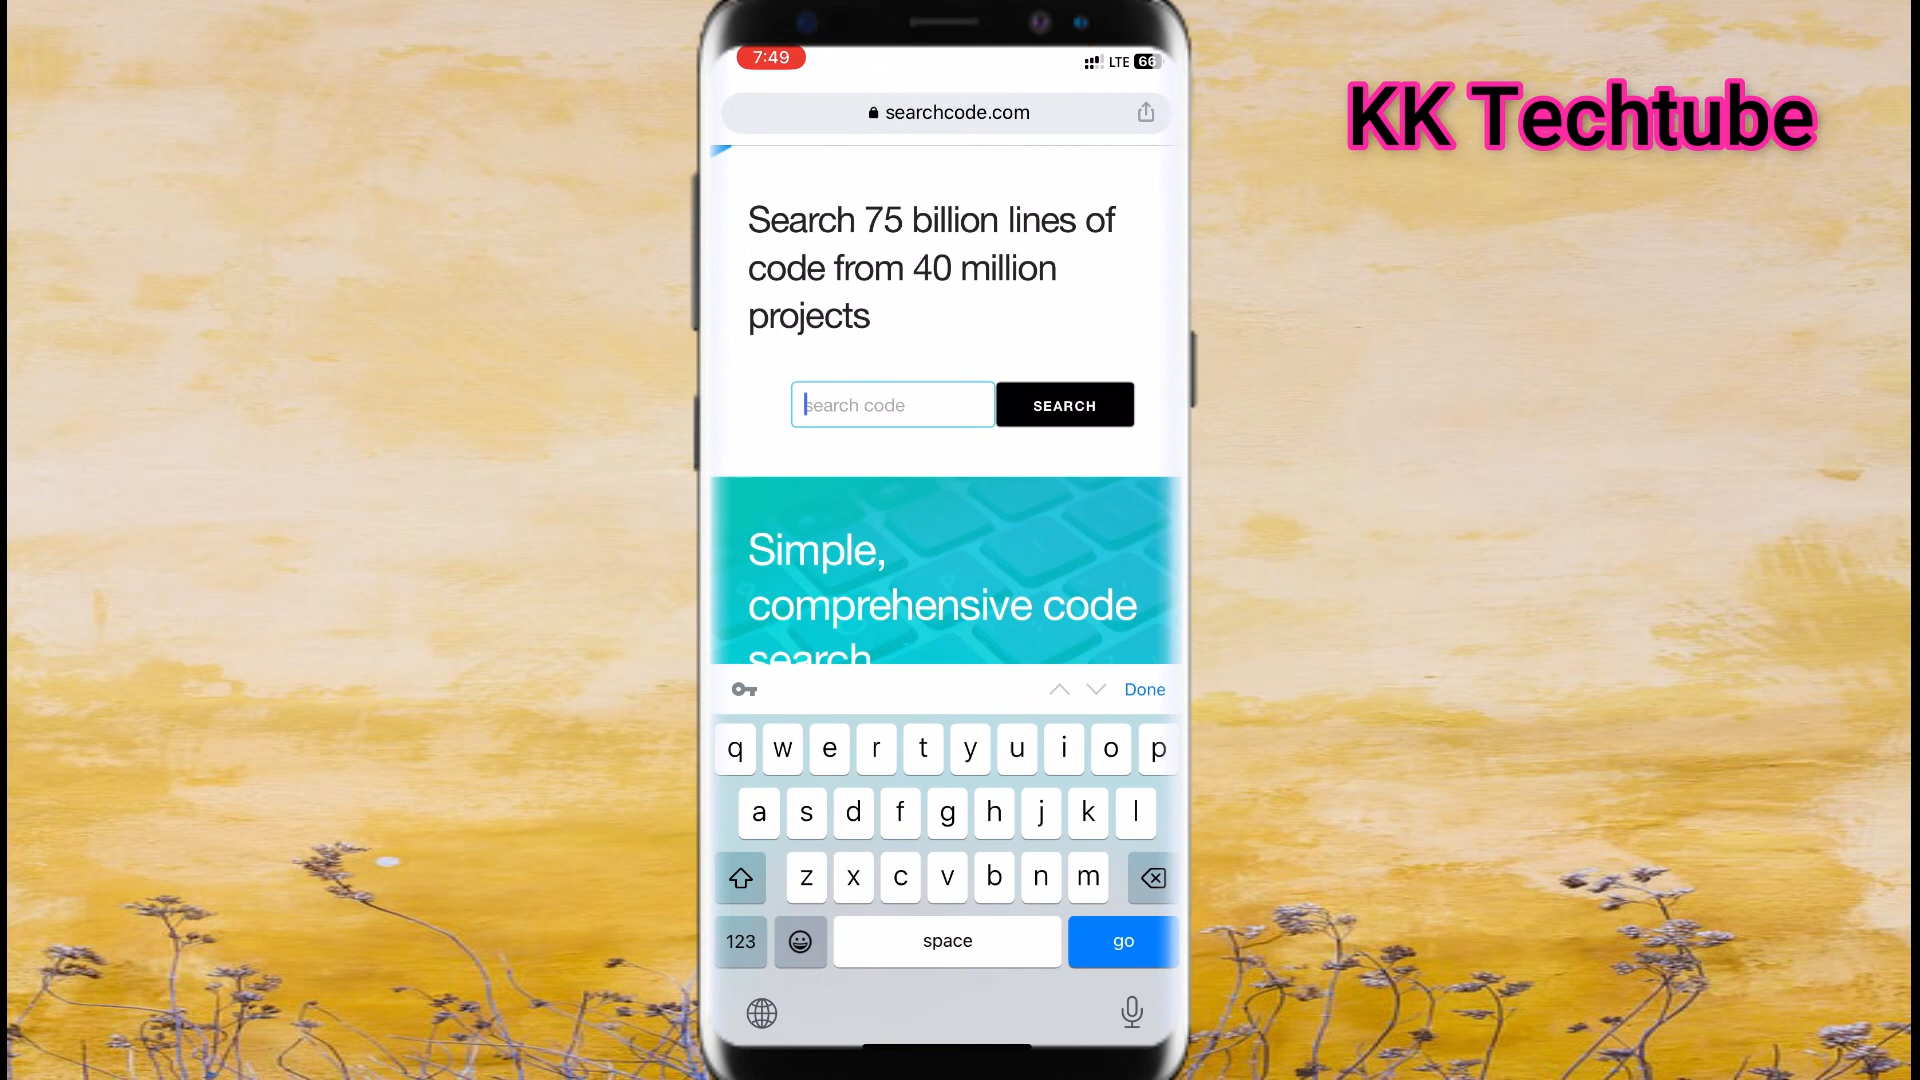 7:49
LTE 66
KK Techtube
searchcode.com
Search 75 billion lines of
code from 40 million
projects
search code
SEARCH
Simple,
comprehensive code
search
Done
q w e r t y u i o p
a s d f g h j k l
z x c v b n m
123 space go